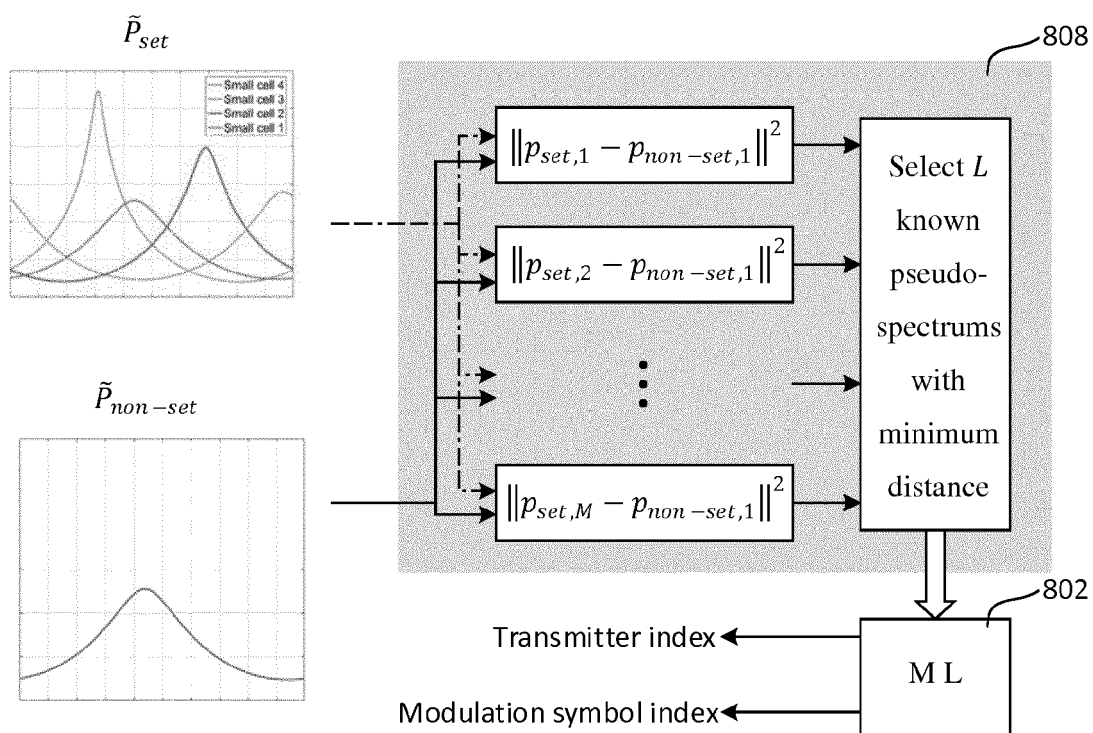 P̃set
Small cell 4
Small cell 3
Small cell 2
Small cell 1
808
‖pset,1 − pnon−set,1‖²
‖pset,2 − pnon−set,1‖²
‖pset,M − pnon−set,1‖²
Select L
known
pseudo-
spectrums
with
minimum
distance
P̃non−set
802
M L
Transmitter index
Modulation symbol index